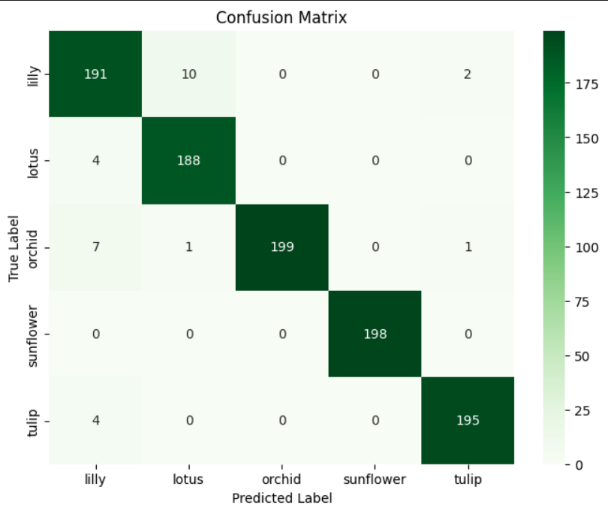 Confusion Matrix
True Label
lilly 191 10 0 0 2
lotus 4 188 0 0 0
orchid 7 1 199 0 1
sunflower 0 0 0 198 0
tulip 4 0 0 0 195
lilly lotus orchid sunflower tulip
Predicted Label
175
150
125
100
75
50
25
0